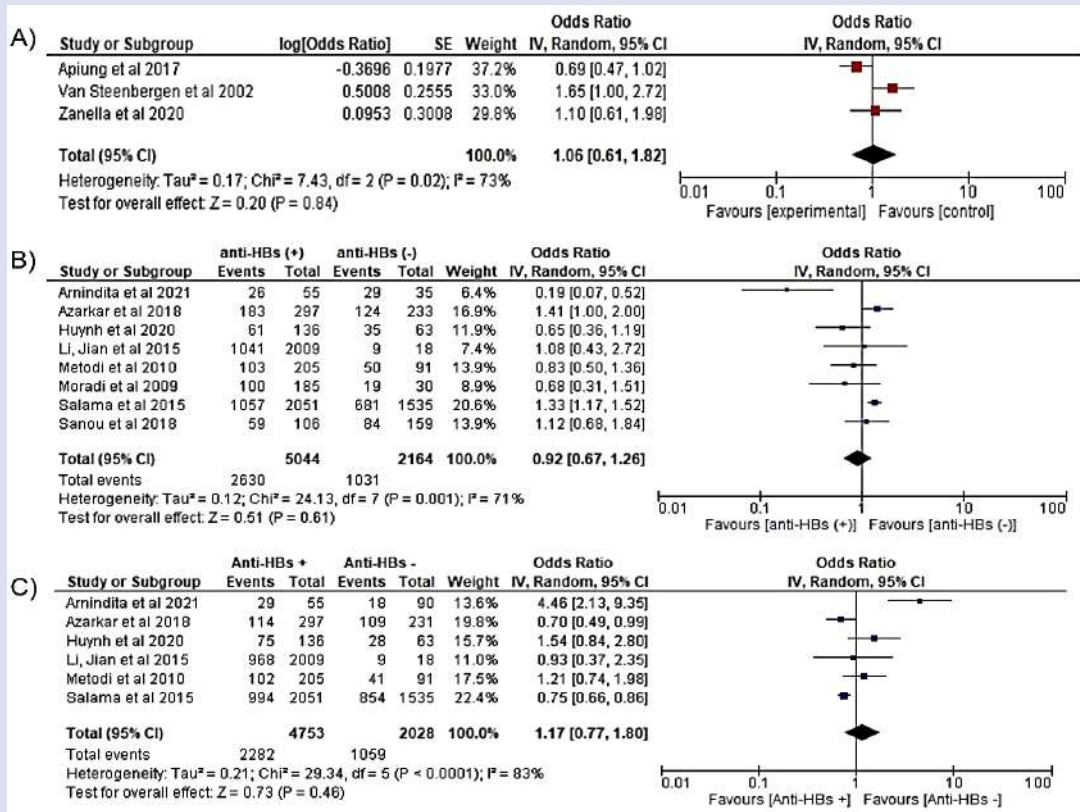 Odds Ratio Odds Ratio
A) Study or Subgroup log[Odds Ratio] SE Weight IV, Random, 95% CI IV, Random, 95% CI
Apiung et al 2017 -0.3696 0.1977 37.2% 0.69 [0.47, 1.02]
Van Steenbergen et al 2002 0.5008 0.2555 33.0% 1.65 [1.00, 2.72]
Zanella et al 2020 0.0953 0.3008 29.8% 1.10 [0.61, 1.98]
Total (95% CI) 100.0% 1.06 [0.61, 1.82]
Heterogeneity: Tau² = 0.17; Chi² = 7.43, df = 2 (P = 0.02); I² = 73%
Test for overall effect: Z = 0.20 (P = 0.84)
0.01 0.1 1 10 100
Favours [experimental] Favours [control]
B) anti-HBs (+) anti-HBs (-) Odds Ratio Odds Ratio
Study or Subgroup Events Total Events Total Weight IV, Random, 95% CI IV, Random, 95% CI
Arnindita et al 2021 26 55 29 35 6.4% 0.19 [0.07, 0.52]
Azarkar et al 2018 183 297 124 233 16.9% 1.41 [1.00, 2.00]
Huynh et al 2020 61 136 35 63 11.9% 0.65 [0.36, 1.19]
Li, Jian et al 2015 1041 2009 9 18 7.4% 1.08 [0.43, 2.72]
Metodi et al 2010 103 205 50 91 13.9% 0.83 [0.50, 1.36]
Moradi et al 2009 100 185 19 30 8.9% 0.68 [0.31, 1.51]
Salama et al 2015 1057 2051 681 1535 20.6% 1.33 [1.17, 1.52]
Sanou et al 2018 59 106 84 159 13.9% 1.12 [0.68, 1.84]
Total (95% CI) 5044 2164 100.0% 0.92 [0.67, 1.26]
Total events 2630 1031
Heterogeneity: Tau² = 0.12; Chi² = 24.13, df = 7 (P = 0.001); I² = 71%
Test for overall effect: Z = 0.51 (P = 0.61)
0.01 0.1 1 10 100
Favours [anti-HBs (+)] Favours [anti-HBs (-)]
C) Anti-HBs + Anti-HBs - Odds Ratio Odds Ratio
Study or Subgroup Events Total Events Total Weight IV, Random, 95% CI IV, Random, 95% CI
Arnindita et al 2021 29 55 18 90 13.6% 4.46 [2.13, 9.35]
Azarkar et al 2018 114 297 109 231 19.8% 0.70 [0.49, 0.99]
Huynh et al 2020 75 136 28 63 15.7% 1.54 [0.84, 2.80]
Li, Jian et al 2015 968 2009 9 18 11.0% 0.93 [0.37, 2.35]
Metodi et al 2010 102 205 41 91 17.5% 1.21 [0.74, 1.98]
Salama et al 2015 994 2051 854 1535 22.4% 0.75 [0.66, 0.86]
Total (95% CI) 4753 2028 100.0% 1.17 [0.77, 1.80]
Total events 2282 1059
Heterogeneity: Tau² = 0.21; Chi² = 29.34, df = 5 (P < 0.0001); I² = 83%
Test for overall effect: Z = 0.73 (P = 0.46)
0.01 0.1 1 10 100
Favours [Anti-HBs +] Favours [Anti-HBs -]